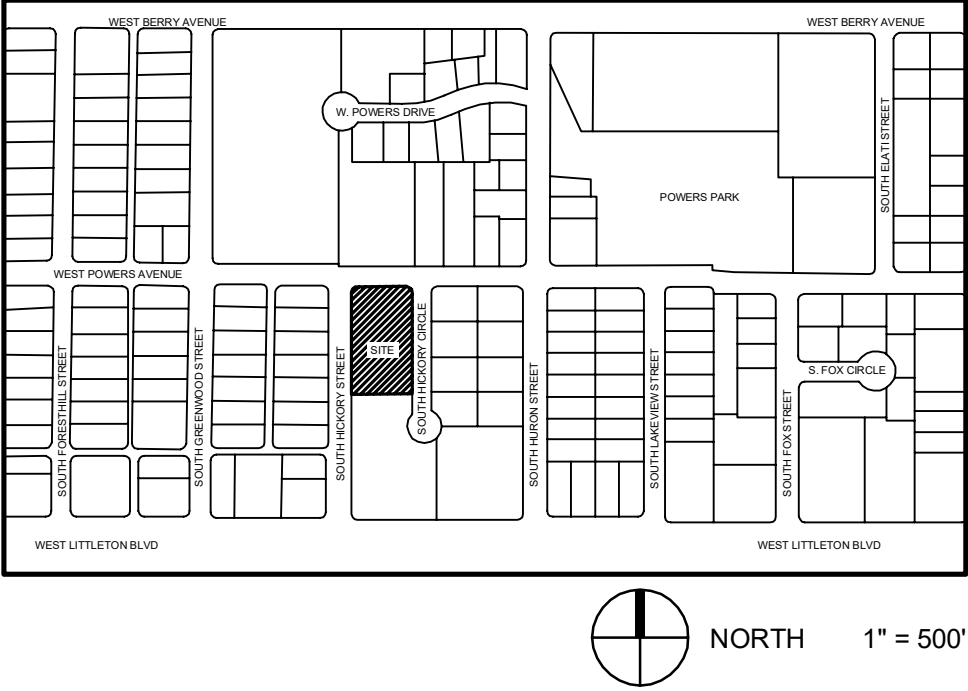 WEST BERRY AVENUE
WEST BERRY AVENUE
W. POWERS DRIVE
SOUTH ELATI STREET
POWERS PARK
WEST POWERS AVENUE
SOUTH FORESTHILL STREET
SOUTH GREENWOOD STREET
SOUTH HICKORY STREET
SITE
SOUTH HICKORY CIRCLE
SOUTH HURON STREET
SOUTH LAKEVIEW STREET
SOUTH FOX STREET
S. FOX CIRCLE
WEST LITTLETON BLVD
WEST LITTLETON BLVD
NORTH 1" = 500'